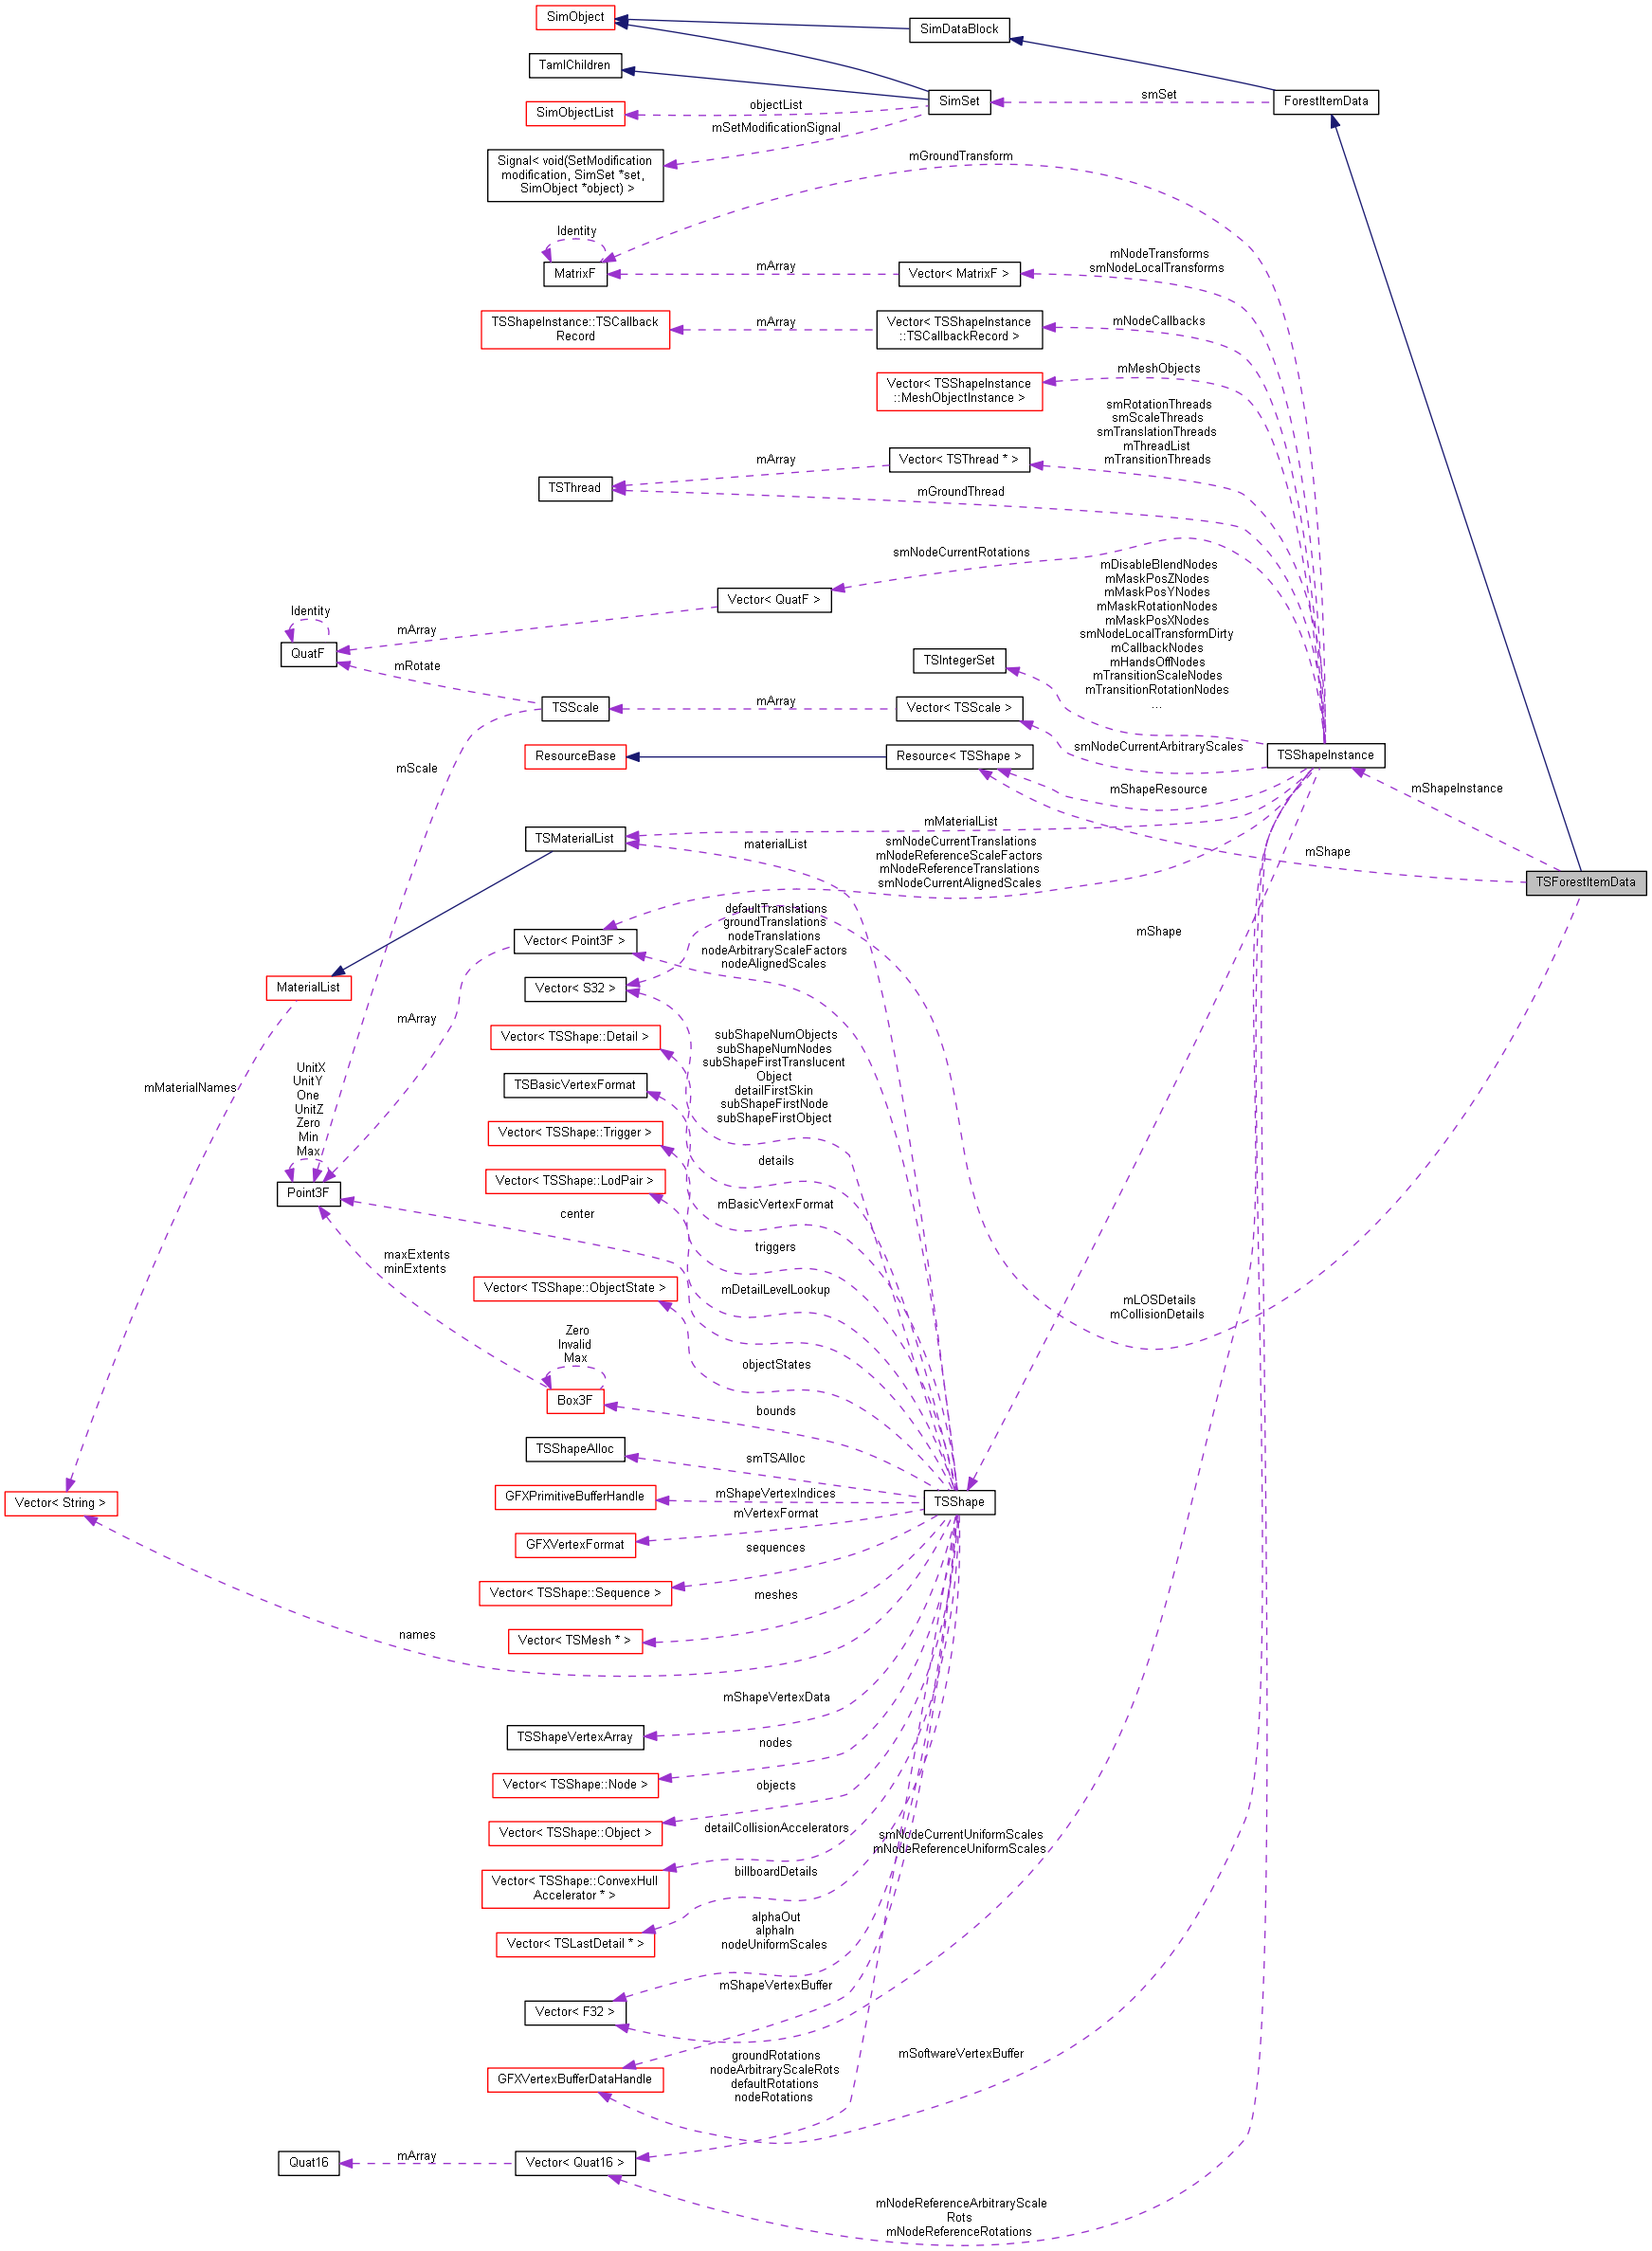 SimObject
SimDataBlock
TamlChildren
SimObjectList
objectList
SimSet
smSet
ForestItemData
mSetModificationSignal
Signal< void(SetModification
modification, SimSet *set,
SimObject *object) >
mGroundTransform
Identity
MatrixF
mArray
Vector< MatrixF >
mNodeTransforms
smNodeLocalTransforms
TSShapeInstance::TSCallback
Record
mArray
Vector< TSShapeInstance
::TSCallbackRecord >
mNodeCallbacks
Vector< TSShapeInstance
::MeshObjectInstance >
mMeshObjects
smRotationThreads
smScaleThreads
smTranslationThreads
mThreadList
mTransitionThreads
mArray
Vector< TSThread * >
TSThread
mGroundThread
smNodeCurrentRotations
Vector< QuatF >
Identity
QuatF
mArray
mRotate
mDisableBlendNodes
mMaskPosZNodes
mMaskPosYNodes
mMaskRotationNodes
mMaskPosXNodes
smNodeLocalTransformDirty
mCallbackNodes
mHandsOffNodes
mTransitionScaleNodes
mTransitionRotationNodes
...
TSIntegerSet
TSScale
mArray
Vector< TSScale >
smNodeCurrentArbitraryScales
ResourceBase
Resource< TSShape >
TSShapeInstance
mScale
mShapeResource
mShapeInstance
mMaterialList
TSMaterialList
materialList
mShape
smNodeCurrentTranslations
mNodeReferenceScaleFactors
mNodeReferenceTranslations
smNodeCurrentAlignedScales
TSForestItemData
defaultTranslations
groundTranslations
nodeTranslations
nodeArbitraryScaleFactors
nodeAlignedScales
Vector< Point3F >
mShape
MaterialList
Vector< S32 >
mArray
Vector< TSShape::Detail >
subShapeNumObjects
subShapeNumNodes
subShapeFirstTranslucent
Object
detailFirstSkin
subShapeFirstNode
subShapeFirstObject
mMaterialNames
UnitX
UnitY
One
UnitZ
Zero
Min
Max
TSBasicVertexFormat
Vector< TSShape::Trigger >
details
Vector< TSShape::LodPair >
Point3F
mBasicVertexFormat
center
triggers
maxExtents
minExtents
Vector< TSShape::ObjectState >
mDetailLevelLookup
mLOSDetails
mCollisionDetails
Zero
Invalid
Max
objectStates
Box3F
bounds
TSShapeAlloc
smTSAlloc
Vector< String >
GFXPrimitiveBufferHandle
mShapeVertexIndices
TSShape
mVertexFormat
GFXVertexFormat
sequences
Vector< TSShape::Sequence >
meshes
names
Vector< TSMesh * >
mShapeVertexData
TSShapeVertexArray
nodes
Vector< TSShape::Node >
objects
Vector< TSShape::Object >
detailCollisionAccelerators
smNodeCurrentUniformScales
mNodeReferenceUniformScales
Vector< TSShape::ConvexHull
Accelerator * >
billboardDetails
Vector< TSLastDetail * >
alphaOut
alphaIn
nodeUniformScales
mShapeVertexBuffer
Vector< F32 >
GFXVertexBufferDataHandle
groundRotations
nodeArbitraryScaleRots
defaultRotations
nodeRotations
mSoftwareVertexBuffer
Quat16
mArray
Vector< Quat16 >
mNodeReferenceArbitraryScale
Rots
mNodeReferenceRotations